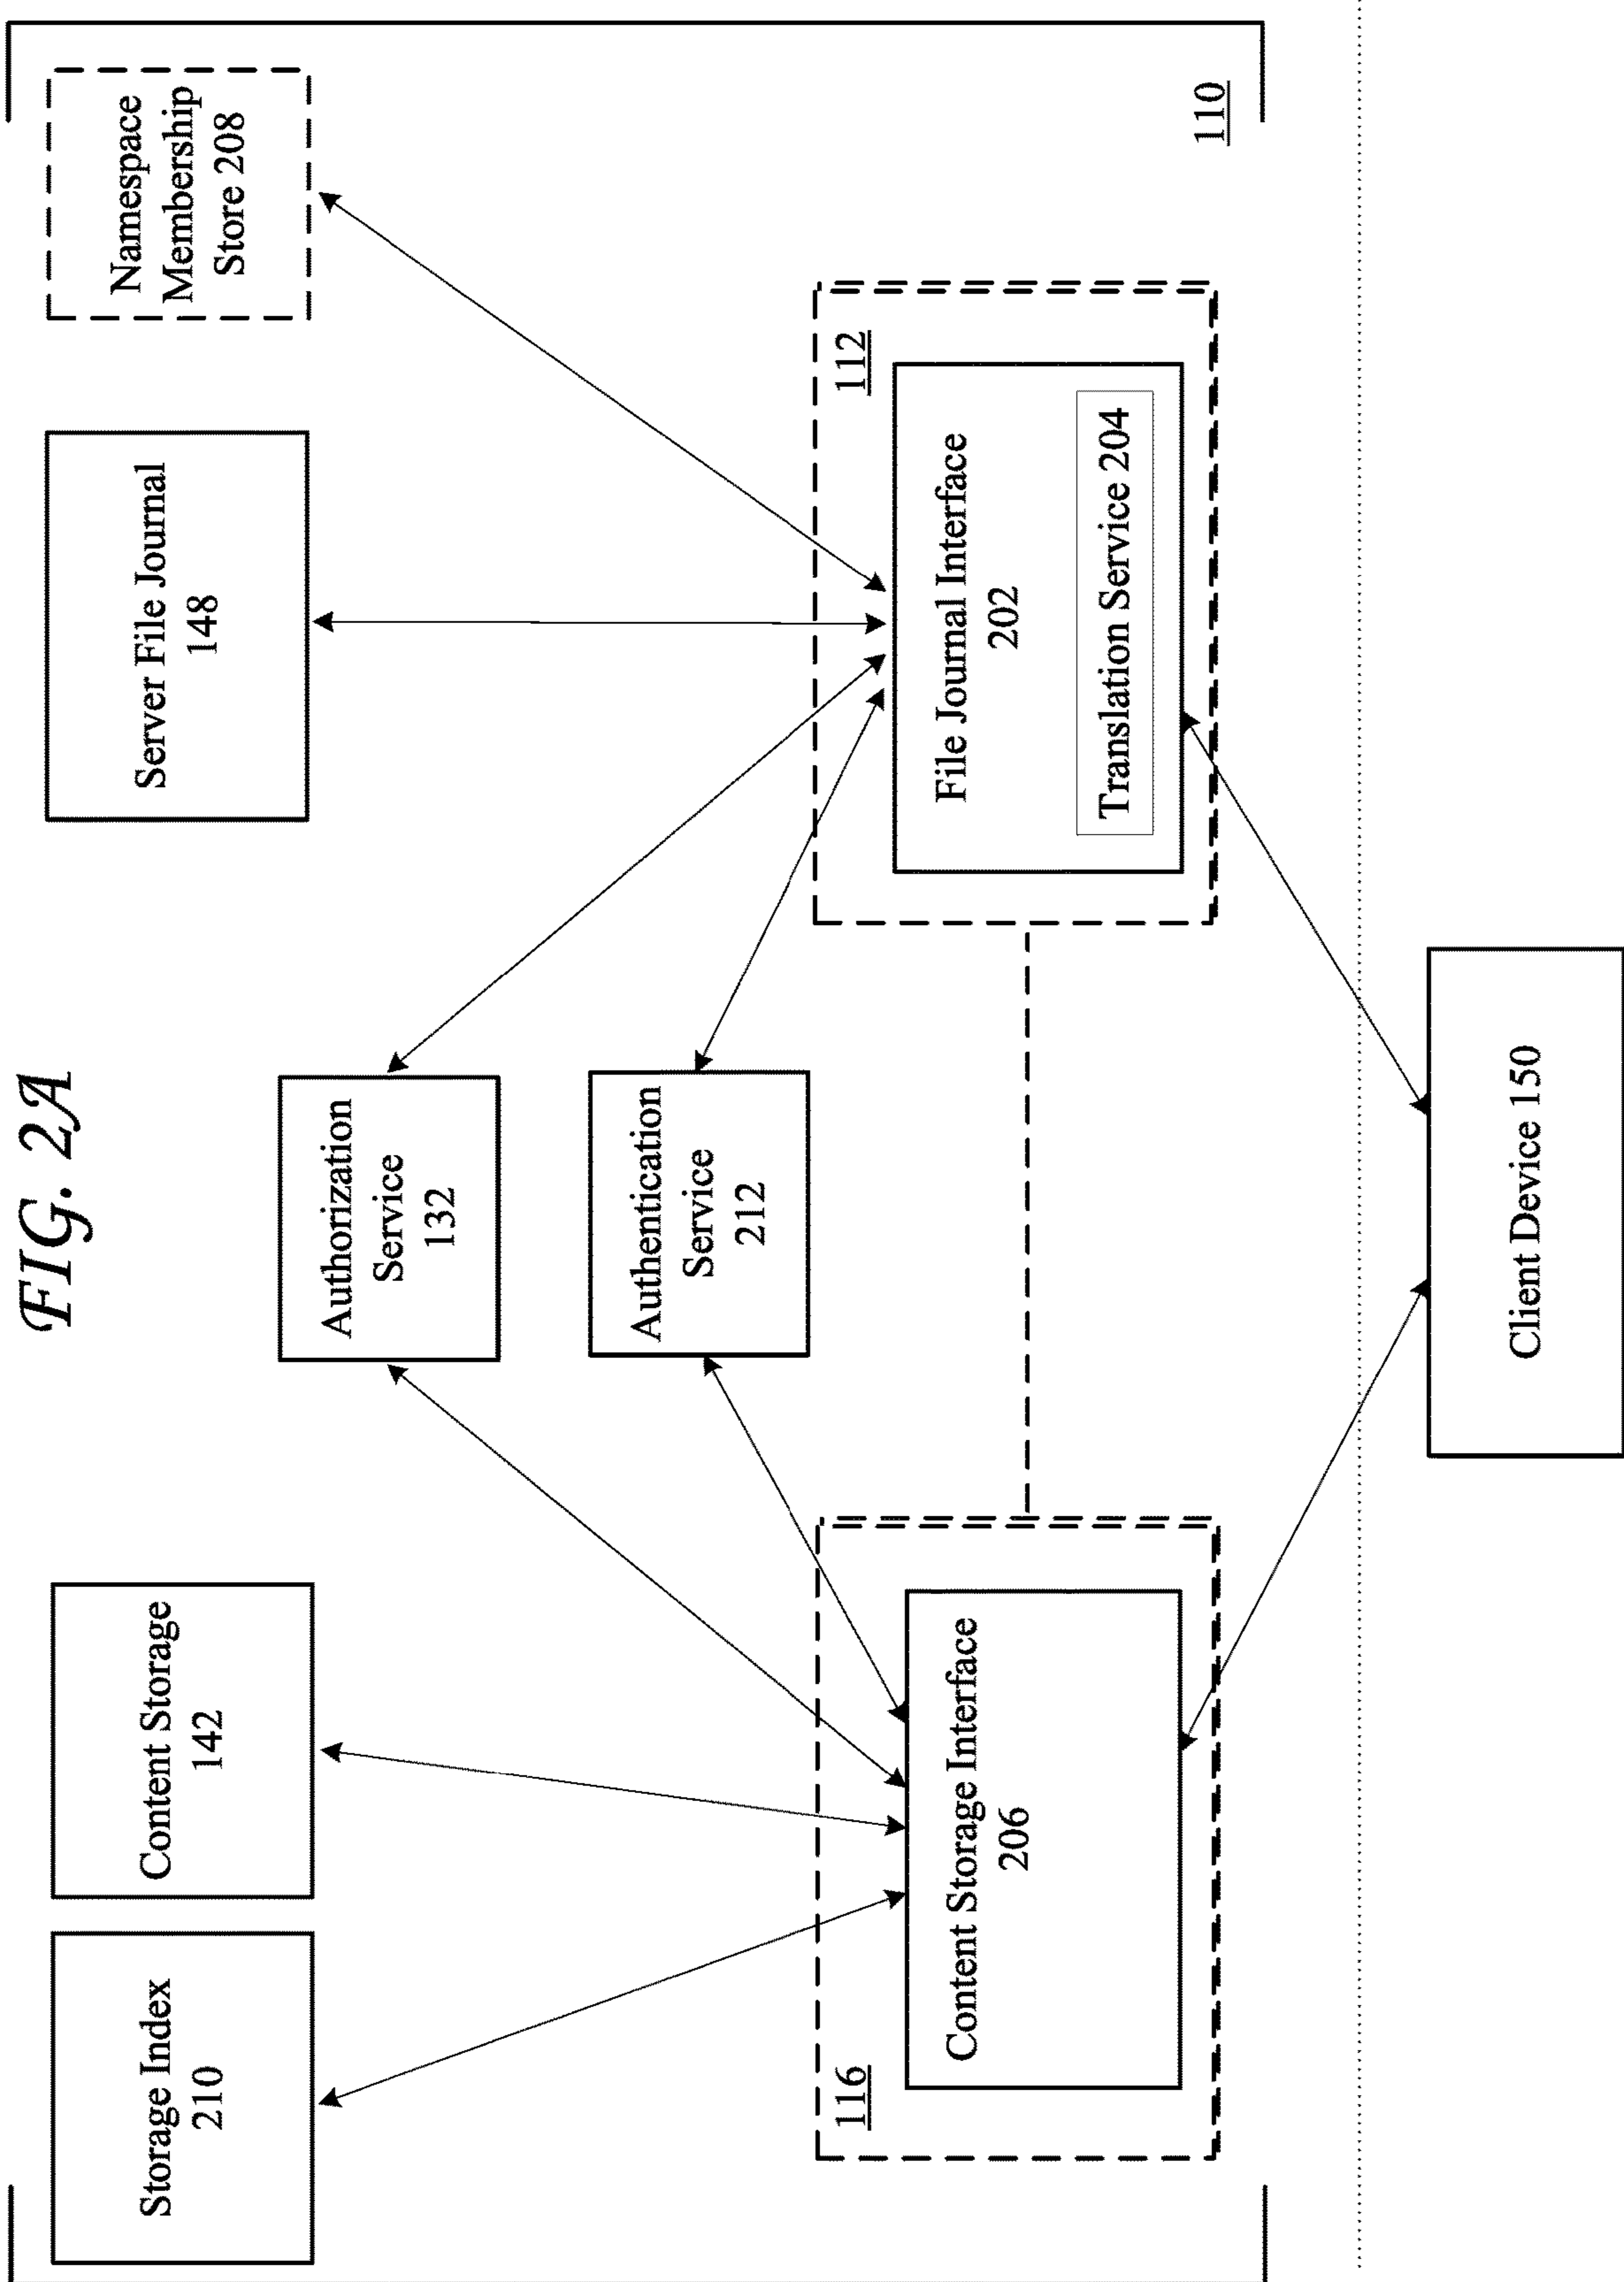 FIG. 2A
Storage Index
210
Content Storage
142
Server File Journal
148
Namespace
Membership
Store 208
Authorization
Service
132
Authentication
Service
212
116
Content Storage Interface
206
112
File Journal Interface
202
Translation Service 204
110
Client Device 150